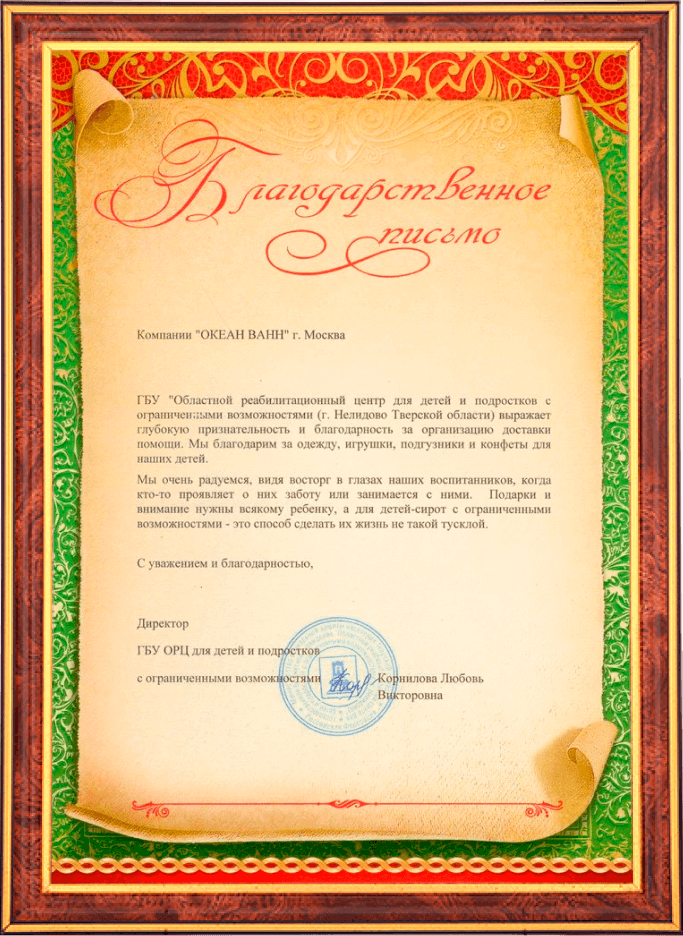 Благодарственное
письмо
Компании "ОКЕАН ВАНН" г. Москва
ГБУ "Областной реабилитационный центр для детей и подростков с
ограниченными возможностями (г. Нелидово Тверской области) выражает
глубокую признательность и благодарность за организацию доставки
помощи. Мы благодарим за одежду, игрушки, подгузники и конфеты для
наших детей.
Мы очень радуемся, видя восторг в глазах наших воспитанников, когда
кто-то проявляет о них заботу или занимается с ними. Подарки и
внимание нужны всякому ребенку, а для детей-сирот с ограниченными
возможностями - это способ сделать их жизнь не такой тусклой.
С уважением и благодарностью,
Директор
ГБУ ОРЦ для детей и подростков
с ограниченными возможностями Корнилова Любовь
Викторовна